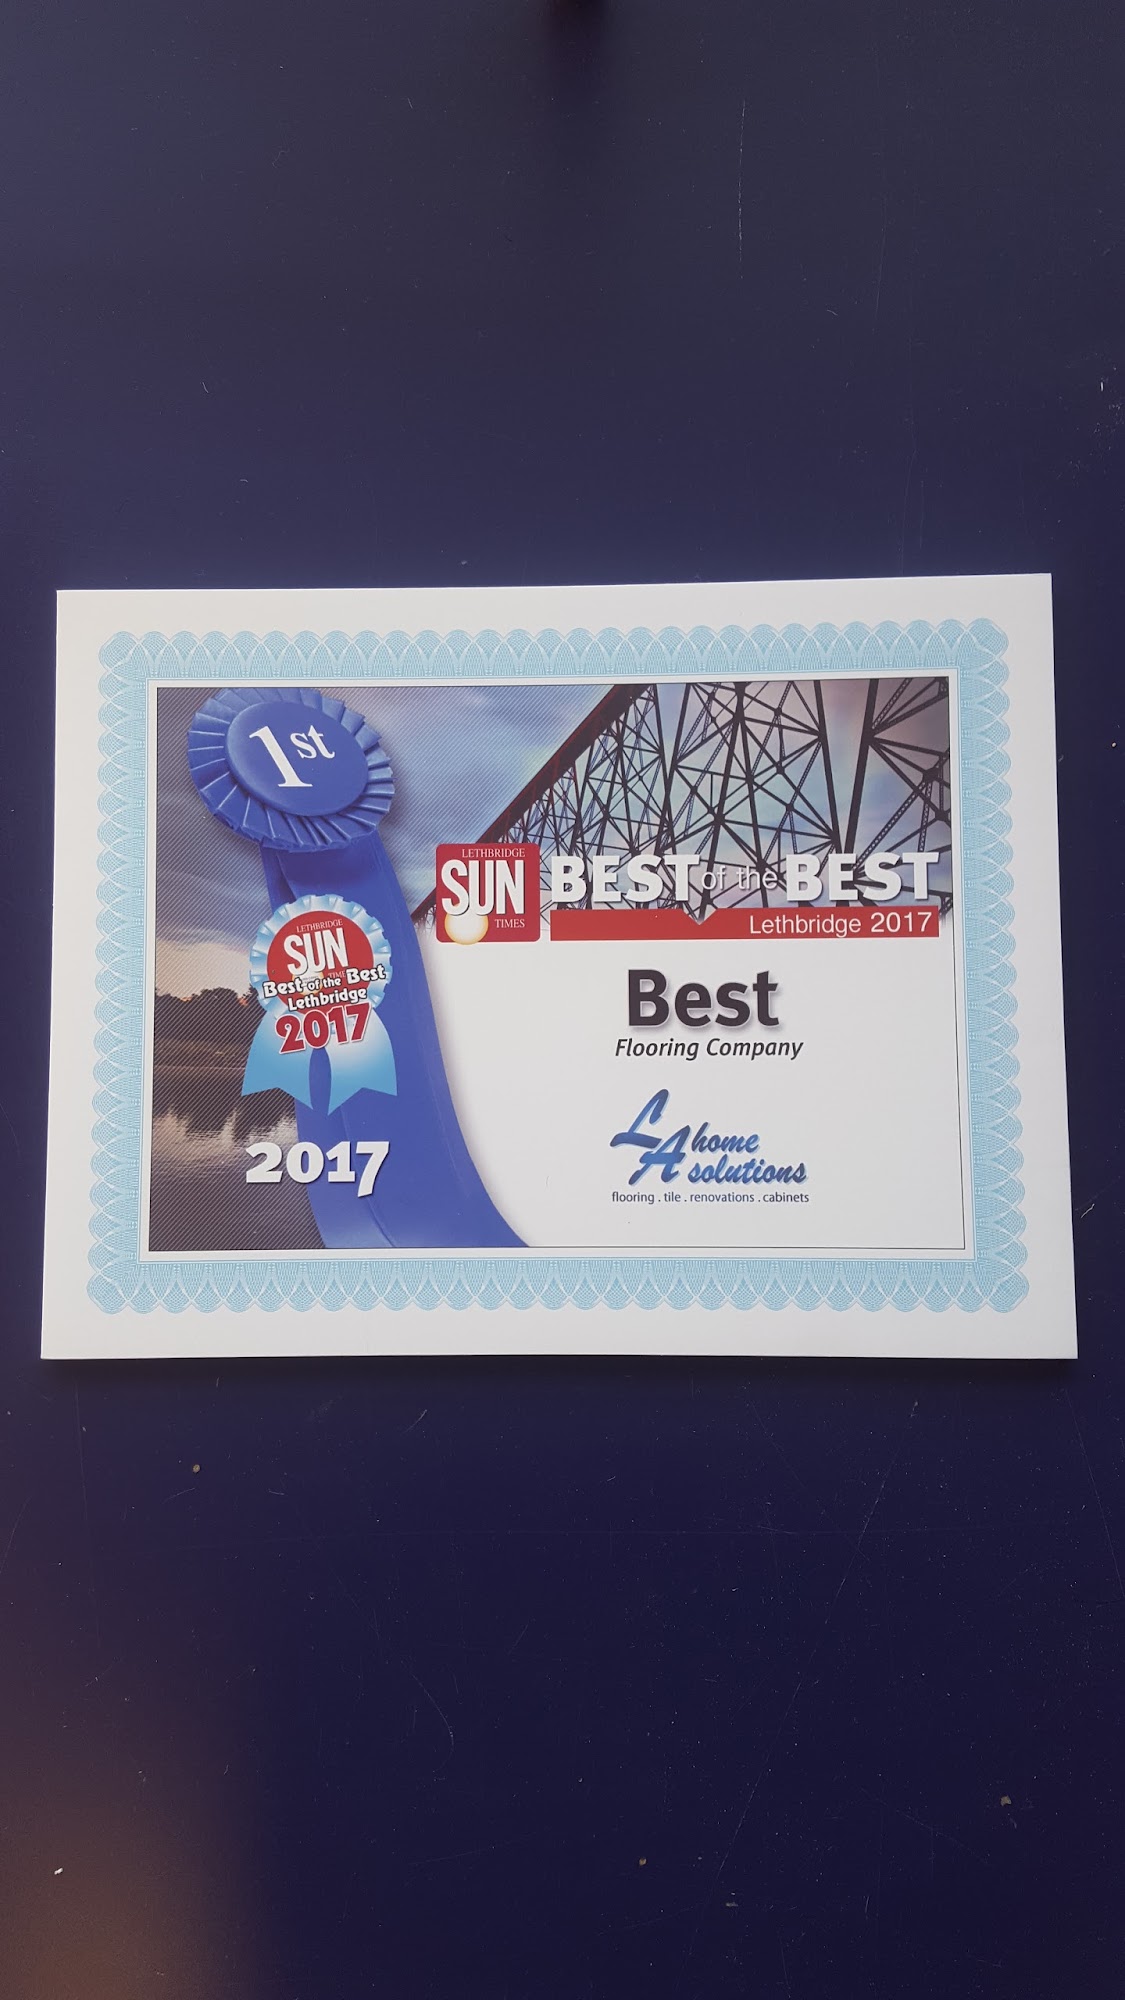 1st
LETHBRIDGE
SUN
TIMES
BEST of the BEST
Lethbridge 2017
LETHBRIDGE
SUN
TIMES
Best of the Best
Lethbridge
2017
2017
Best
Flooring Company
LA home
solutions
flooring . tile . renovations . cabinets